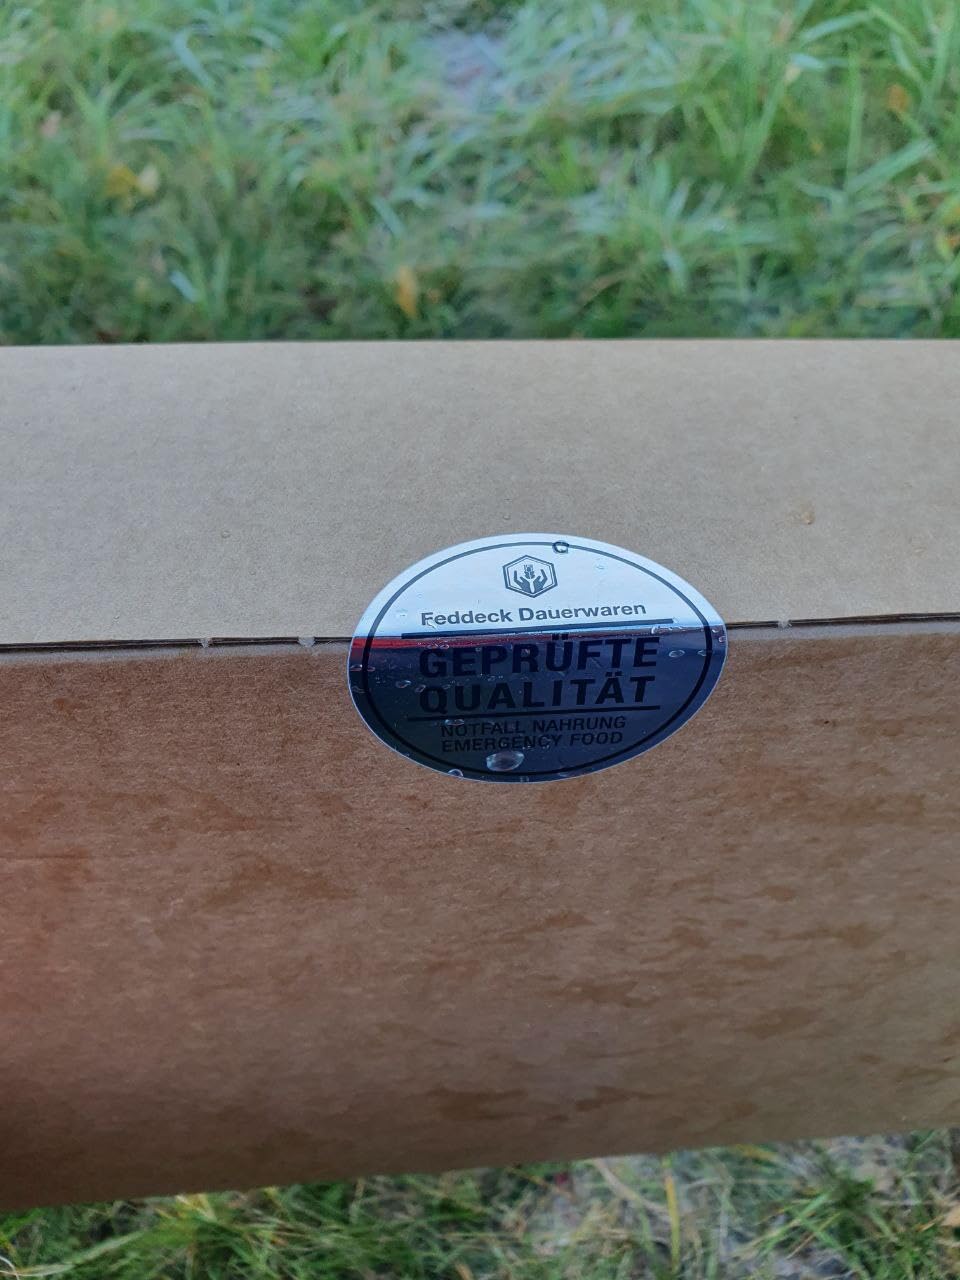 Feddeck Dauerwaren
GEPRÜFTE
QUALITÄT
NOTFALL NAHRUNG
EMERGENCY FOOD